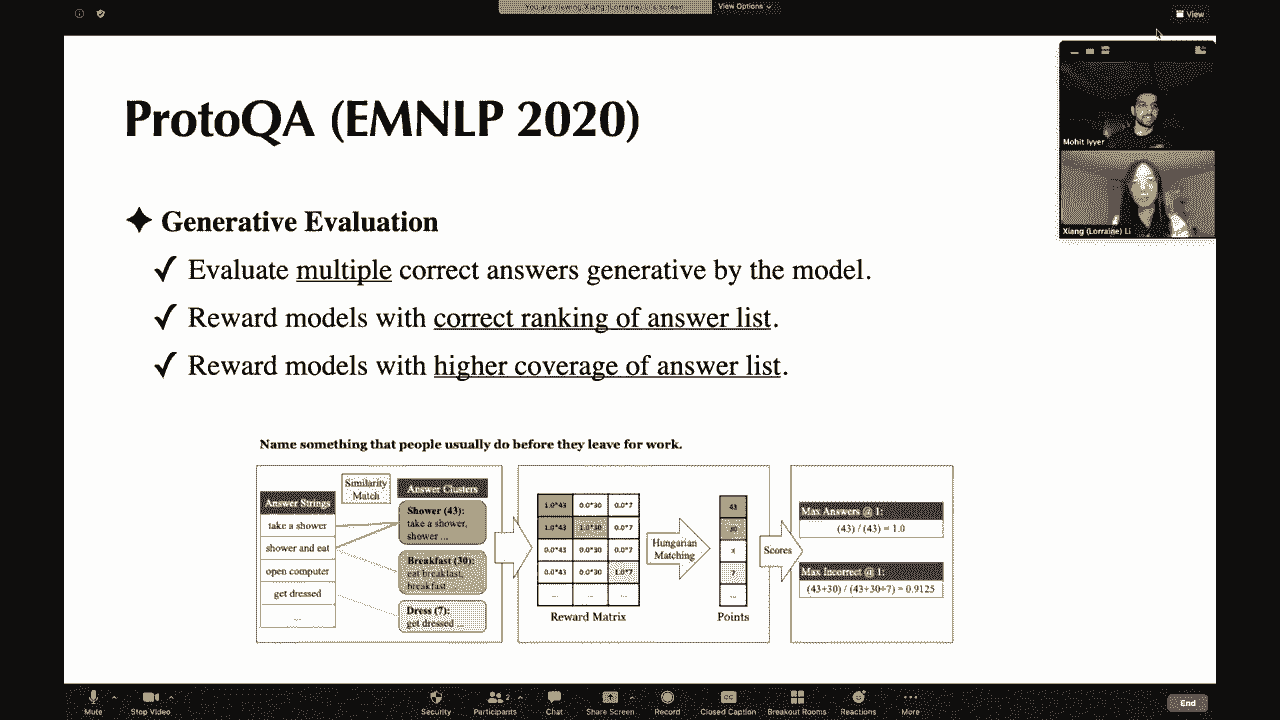 You are viewing Xiang (Lorraine) Li's screen
View Options
View
ProtoQA (EMNLP 2020)
Mohit Iyyer
Xiang (Lorraine) Li
✦ Generative Evaluation
✓ Evaluate multiple correct answers generative by the model.
✓ Reward models with correct ranking of answer list.
✓ Reward models with higher coverage of answer list.
Name something that people usually do before they leave for work.
Answer Strings
take a shower
shower and eat
open computer
get dressed
...
Similarity
Match
Answer Clusters
Shower (43):
take a shower,
shower ...
Breakfast (30):
eat breakfast,
breakfast
Dress (7):
get dressed ...
1.0*43 0.0*30 0.0*7
1.0*43 1.0*30 0.0*7
0.0*43 0.0*30 0.0*7
0.0*43 0.0*30 1.0*7
... ... ...
Reward Matrix
Hungarian
Matching
43
30
x
7
...
Points
Scores
Max Answers @ 1:
(43) / (43) = 1.0
Max Incorrect @ 1:
(43+30) / (43+30+7) = 0.9125
Mute
Stop Video
Security
Participants
2
Chat
Share Screen
Record
Closed Caption
Breakout Rooms
Reactions
More
End